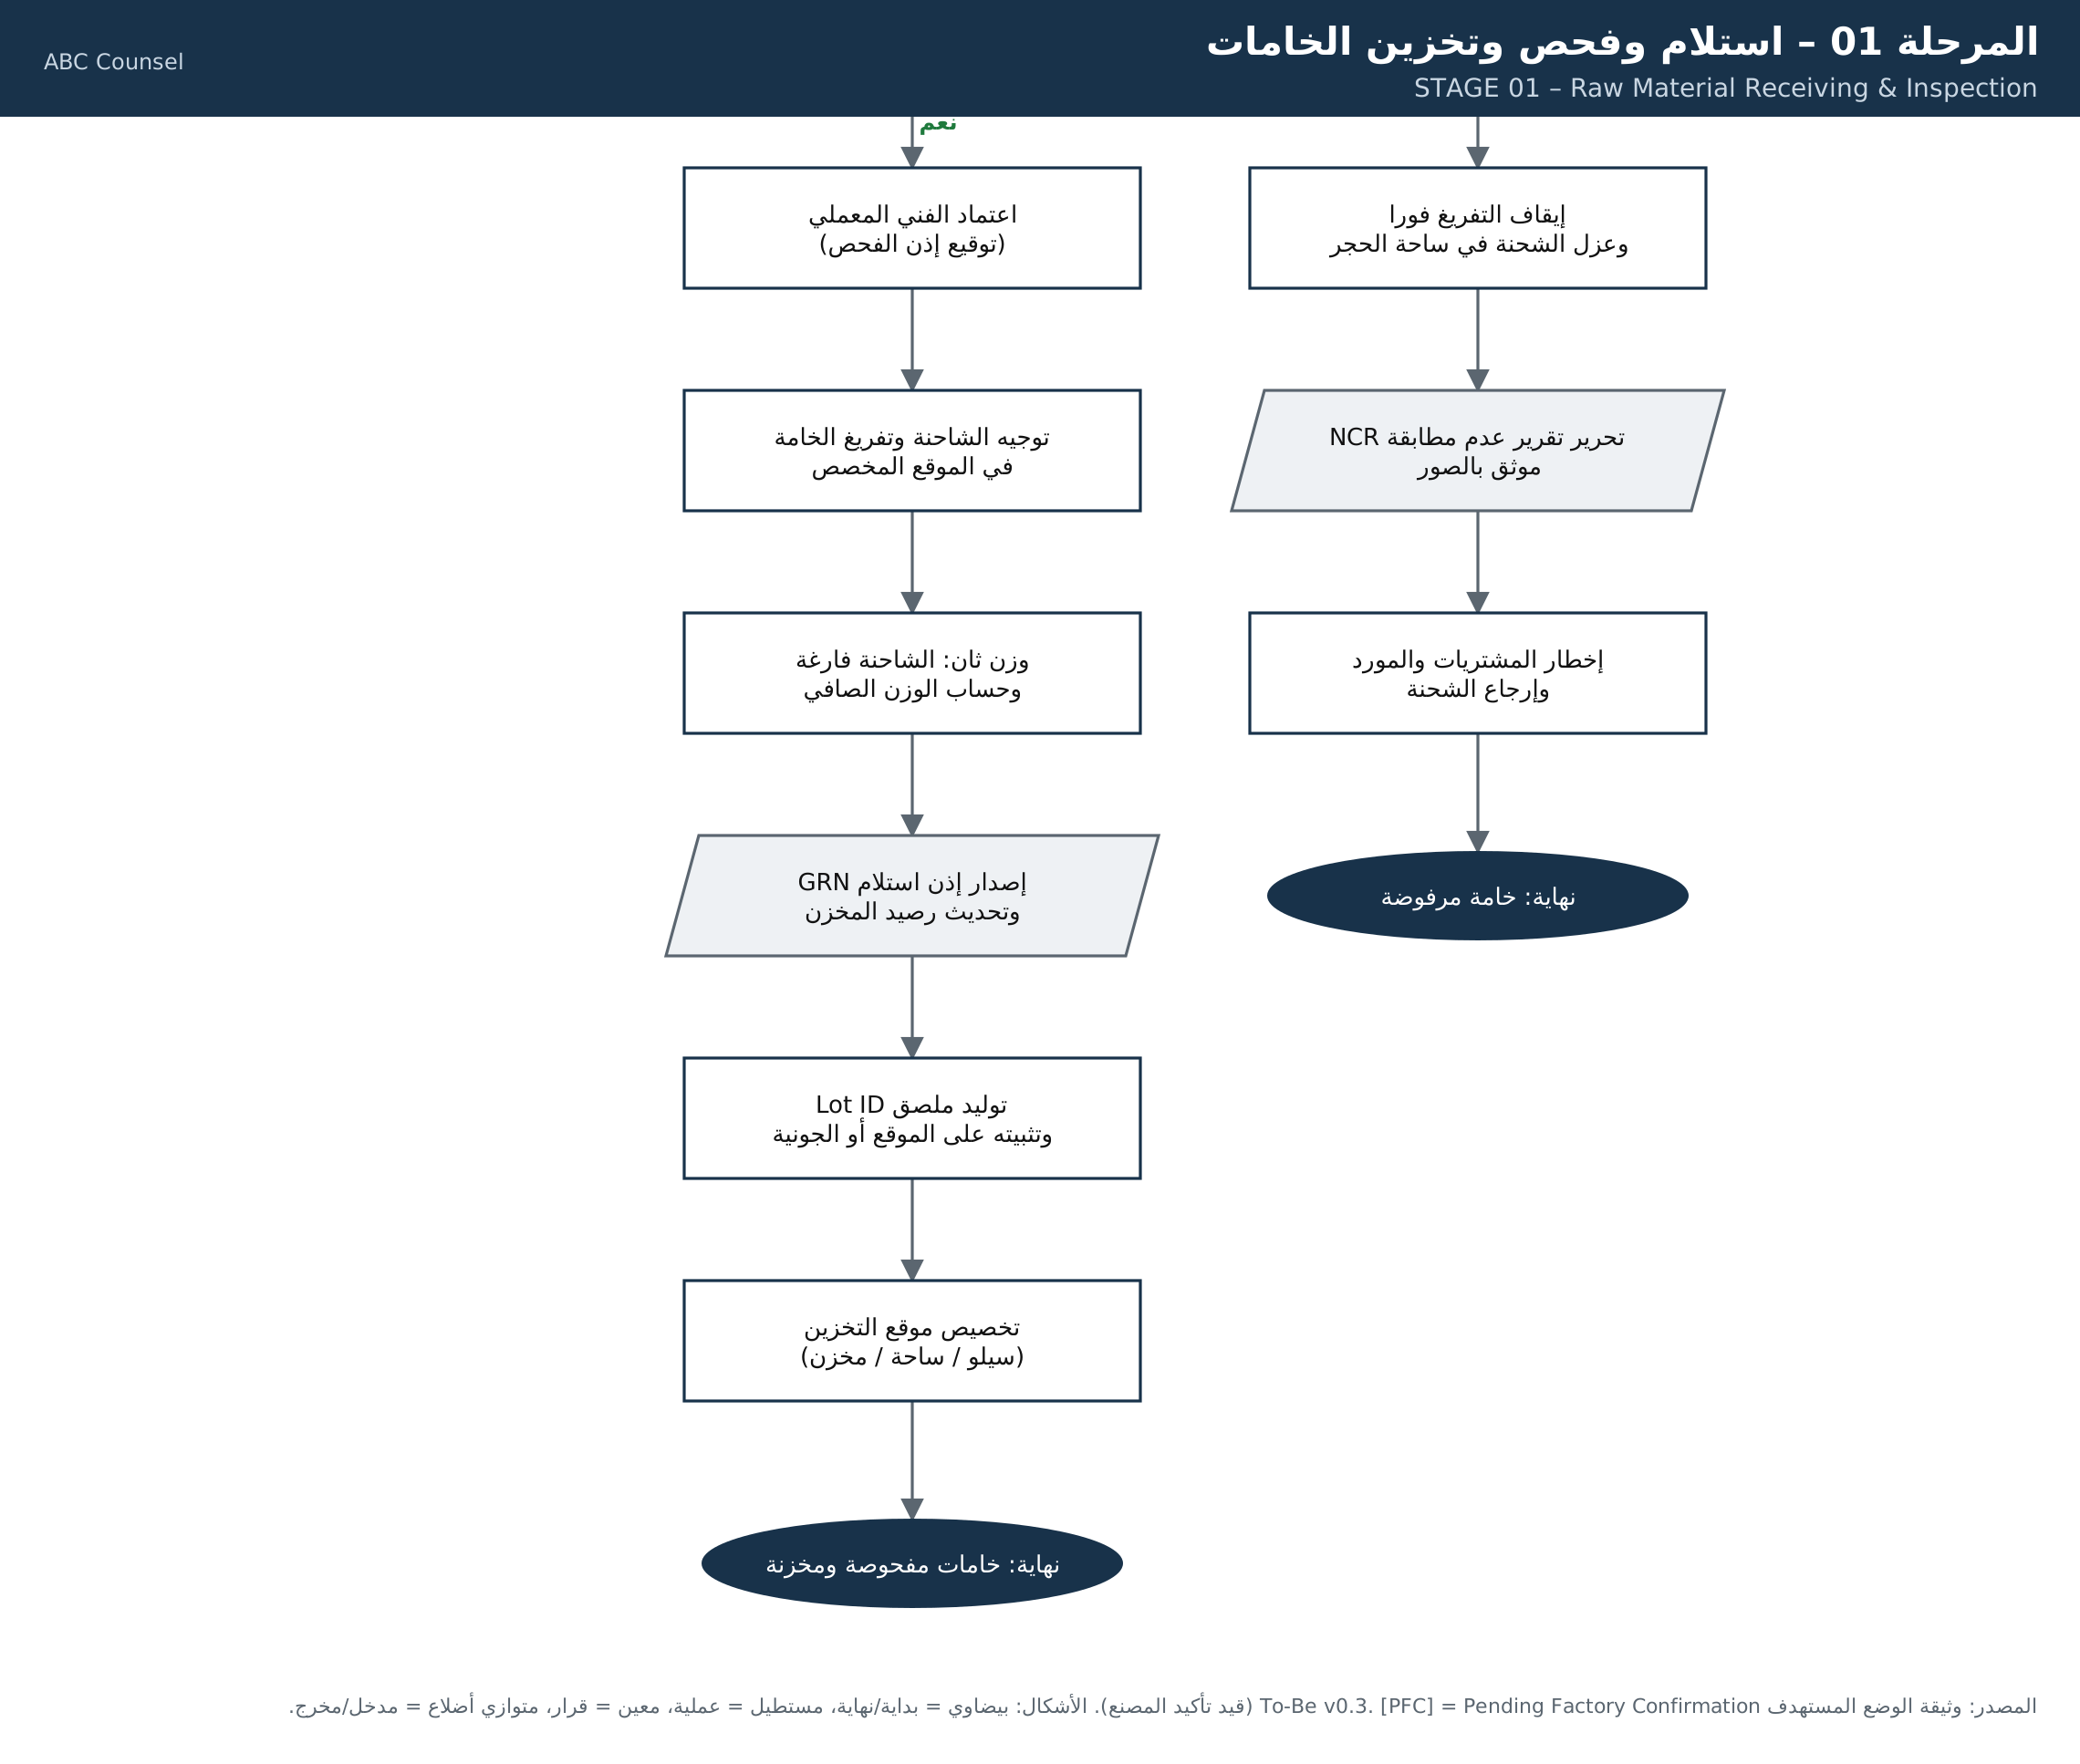 المرحلة 01 – استلام وفحص وتخزين الخامات
STAGE 01 – Raw Material Receiving & Inspection
ABC Counsel
نعم
إيقاف التفريغ فورا
وعزل الشحنة في ساحة الحجر
تحرير تقرير عدم مطابقة NCR
موثق بالصور
إخطار المشتريات والمورد
وإرجاع الشحنة
نهاية: خامة مرفوضة
اعتماد الفني المعملي
(توقيع إذن الفحص)
توجيه الشاحنة وتفريغ الخامة
في الموقع المخصص
وزن ثان: الشاحنة فارغة
وحساب الوزن الصافي
إصدار إذن استلام GRN
وتحديث رصيد المخزن
توليد ملصق Lot ID
وتثبيته على الموقع أو الجونية
تخصيص موقع التخزين
(سيلو / ساحة / مخزن)
نهاية: خامات مفحوصة ومخزنة
المصدر: وثيقة الوضع المستهدف To-Be v0.3. [PFC] = Pending Factory Confirmation (قيد تأكيد المصنع). الأشكال: بيضاوي = بداية/نهاية، مستطيل = عملية، معين = قرار، متوازي أضلاع = مدخل/مخرج.